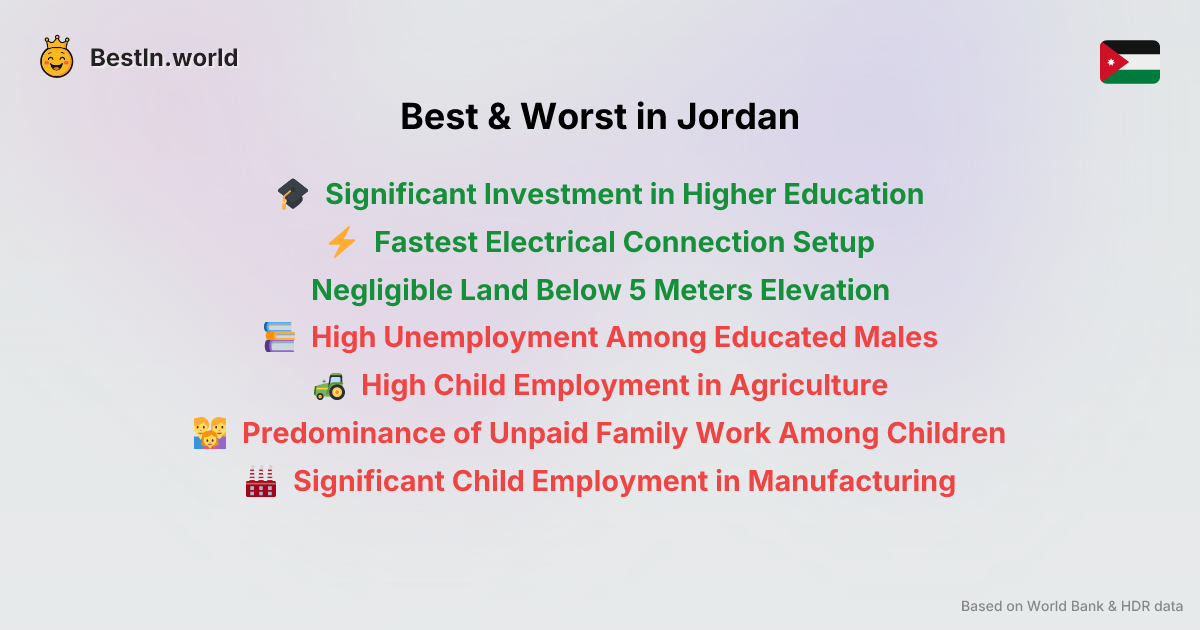 BestIn.world
Best & Worst in Jordan
Significant Investment in Higher Education
Fastest Electrical Connection Setup
Negligible Land Below 5 Meters Elevation
High Unemployment Among Educated Males
High Child Employment in Agriculture
Predominance of Unpaid Family Work Among Children
Significant Child Employment in Manufacturing
Based on World Bank & HDR data